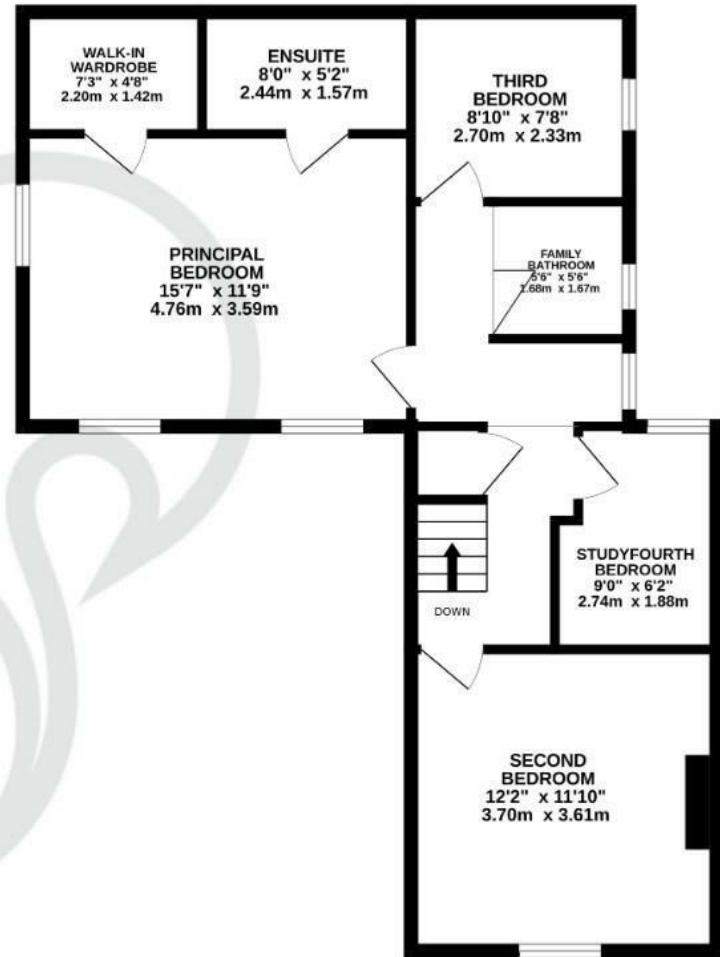 WALK-IN
WARDROBE
7'3" x 4'8"
2.20m x 1.42m
ENSUITE
8'0" x 5'2"
2.44m x 1.57m
THIRD
BEDROOM
8'10" x 7'8"
2.70m x 2.33m
PRINCIPAL
BEDROOM
15'7" x 11'9"
4.76m x 3.59m
FAMILY
BATHROOM
5'6" x 5'6"
1.68m x 1.67m
STUDYFOURTH
BEDROOM
9'0" x 6'2"
2.74m x 1.88m
DOWN
SECOND
BEDROOM
12'2" x 11'10"
3.70m x 3.61m